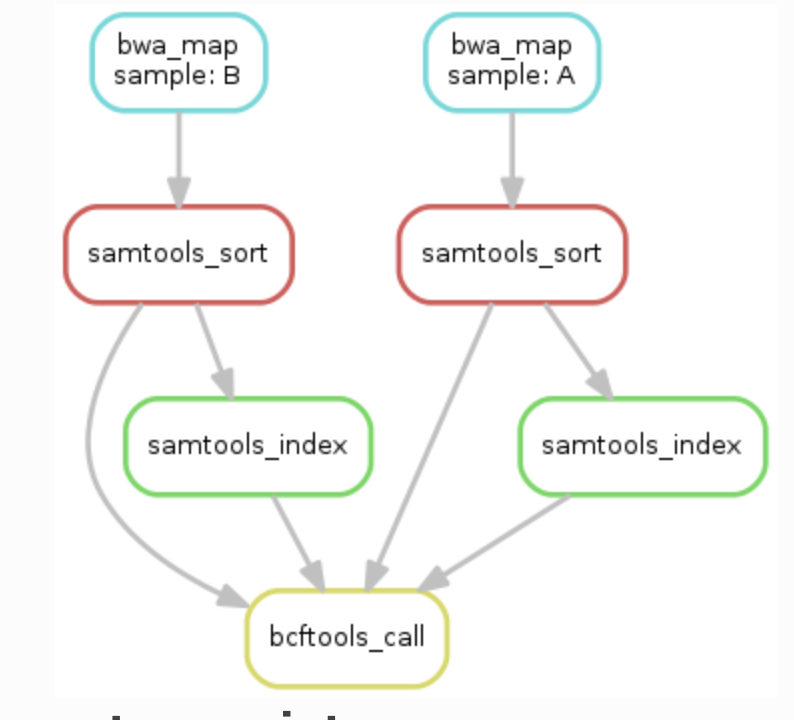 bwa_map
sample: B
bwa_map
sample: A
samtools_sort
samtools_sort
samtools_index
samtools_index
bcftools_call